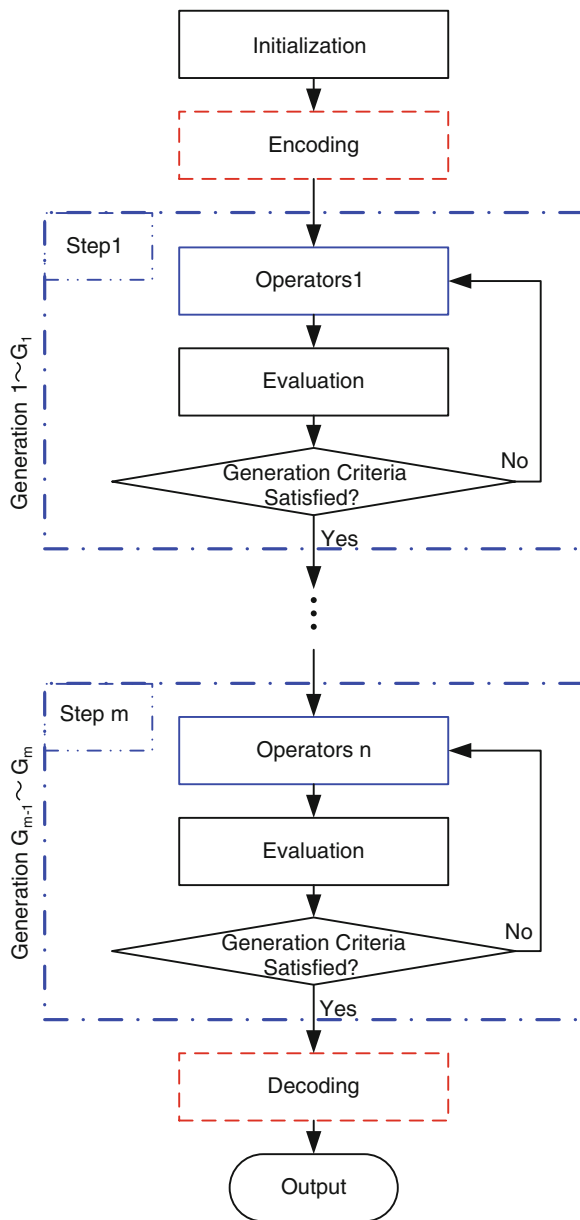 Initialization
Encoding
Step1
Operators1
Generation 1～G₁
Evaluation
Generation Criteria
Satisfied?
No
Yes
Step m
Operators n
Generation Gₘ₋₁～Gₘ
Evaluation
Generation Criteria
Satisfied?
No
Yes
Decoding
Output